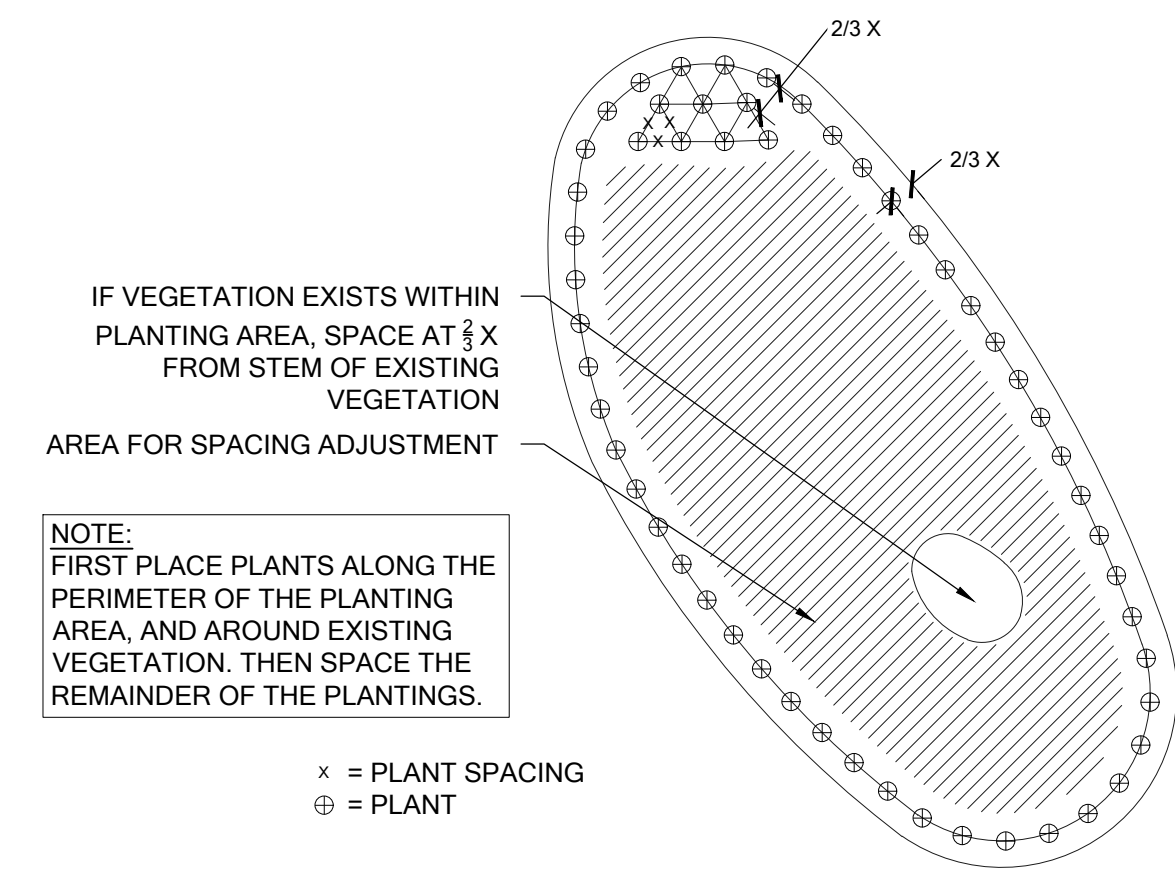 2/3 X
2/3 X
x x
x
IF VEGETATION EXISTS WITHIN
PLANTING AREA, SPACE AT 2/3 X
FROM STEM OF EXISTING
VEGETATION
AREA FOR SPACING ADJUSTMENT
NOTE:
FIRST PLACE PLANTS ALONG THE
PERIMETER OF THE PLANTING
AREA, AND AROUND EXISTING
VEGETATION. THEN SPACE THE
REMAINDER OF THE PLANTINGS.
x = PLANT SPACING
⊕ = PLANT